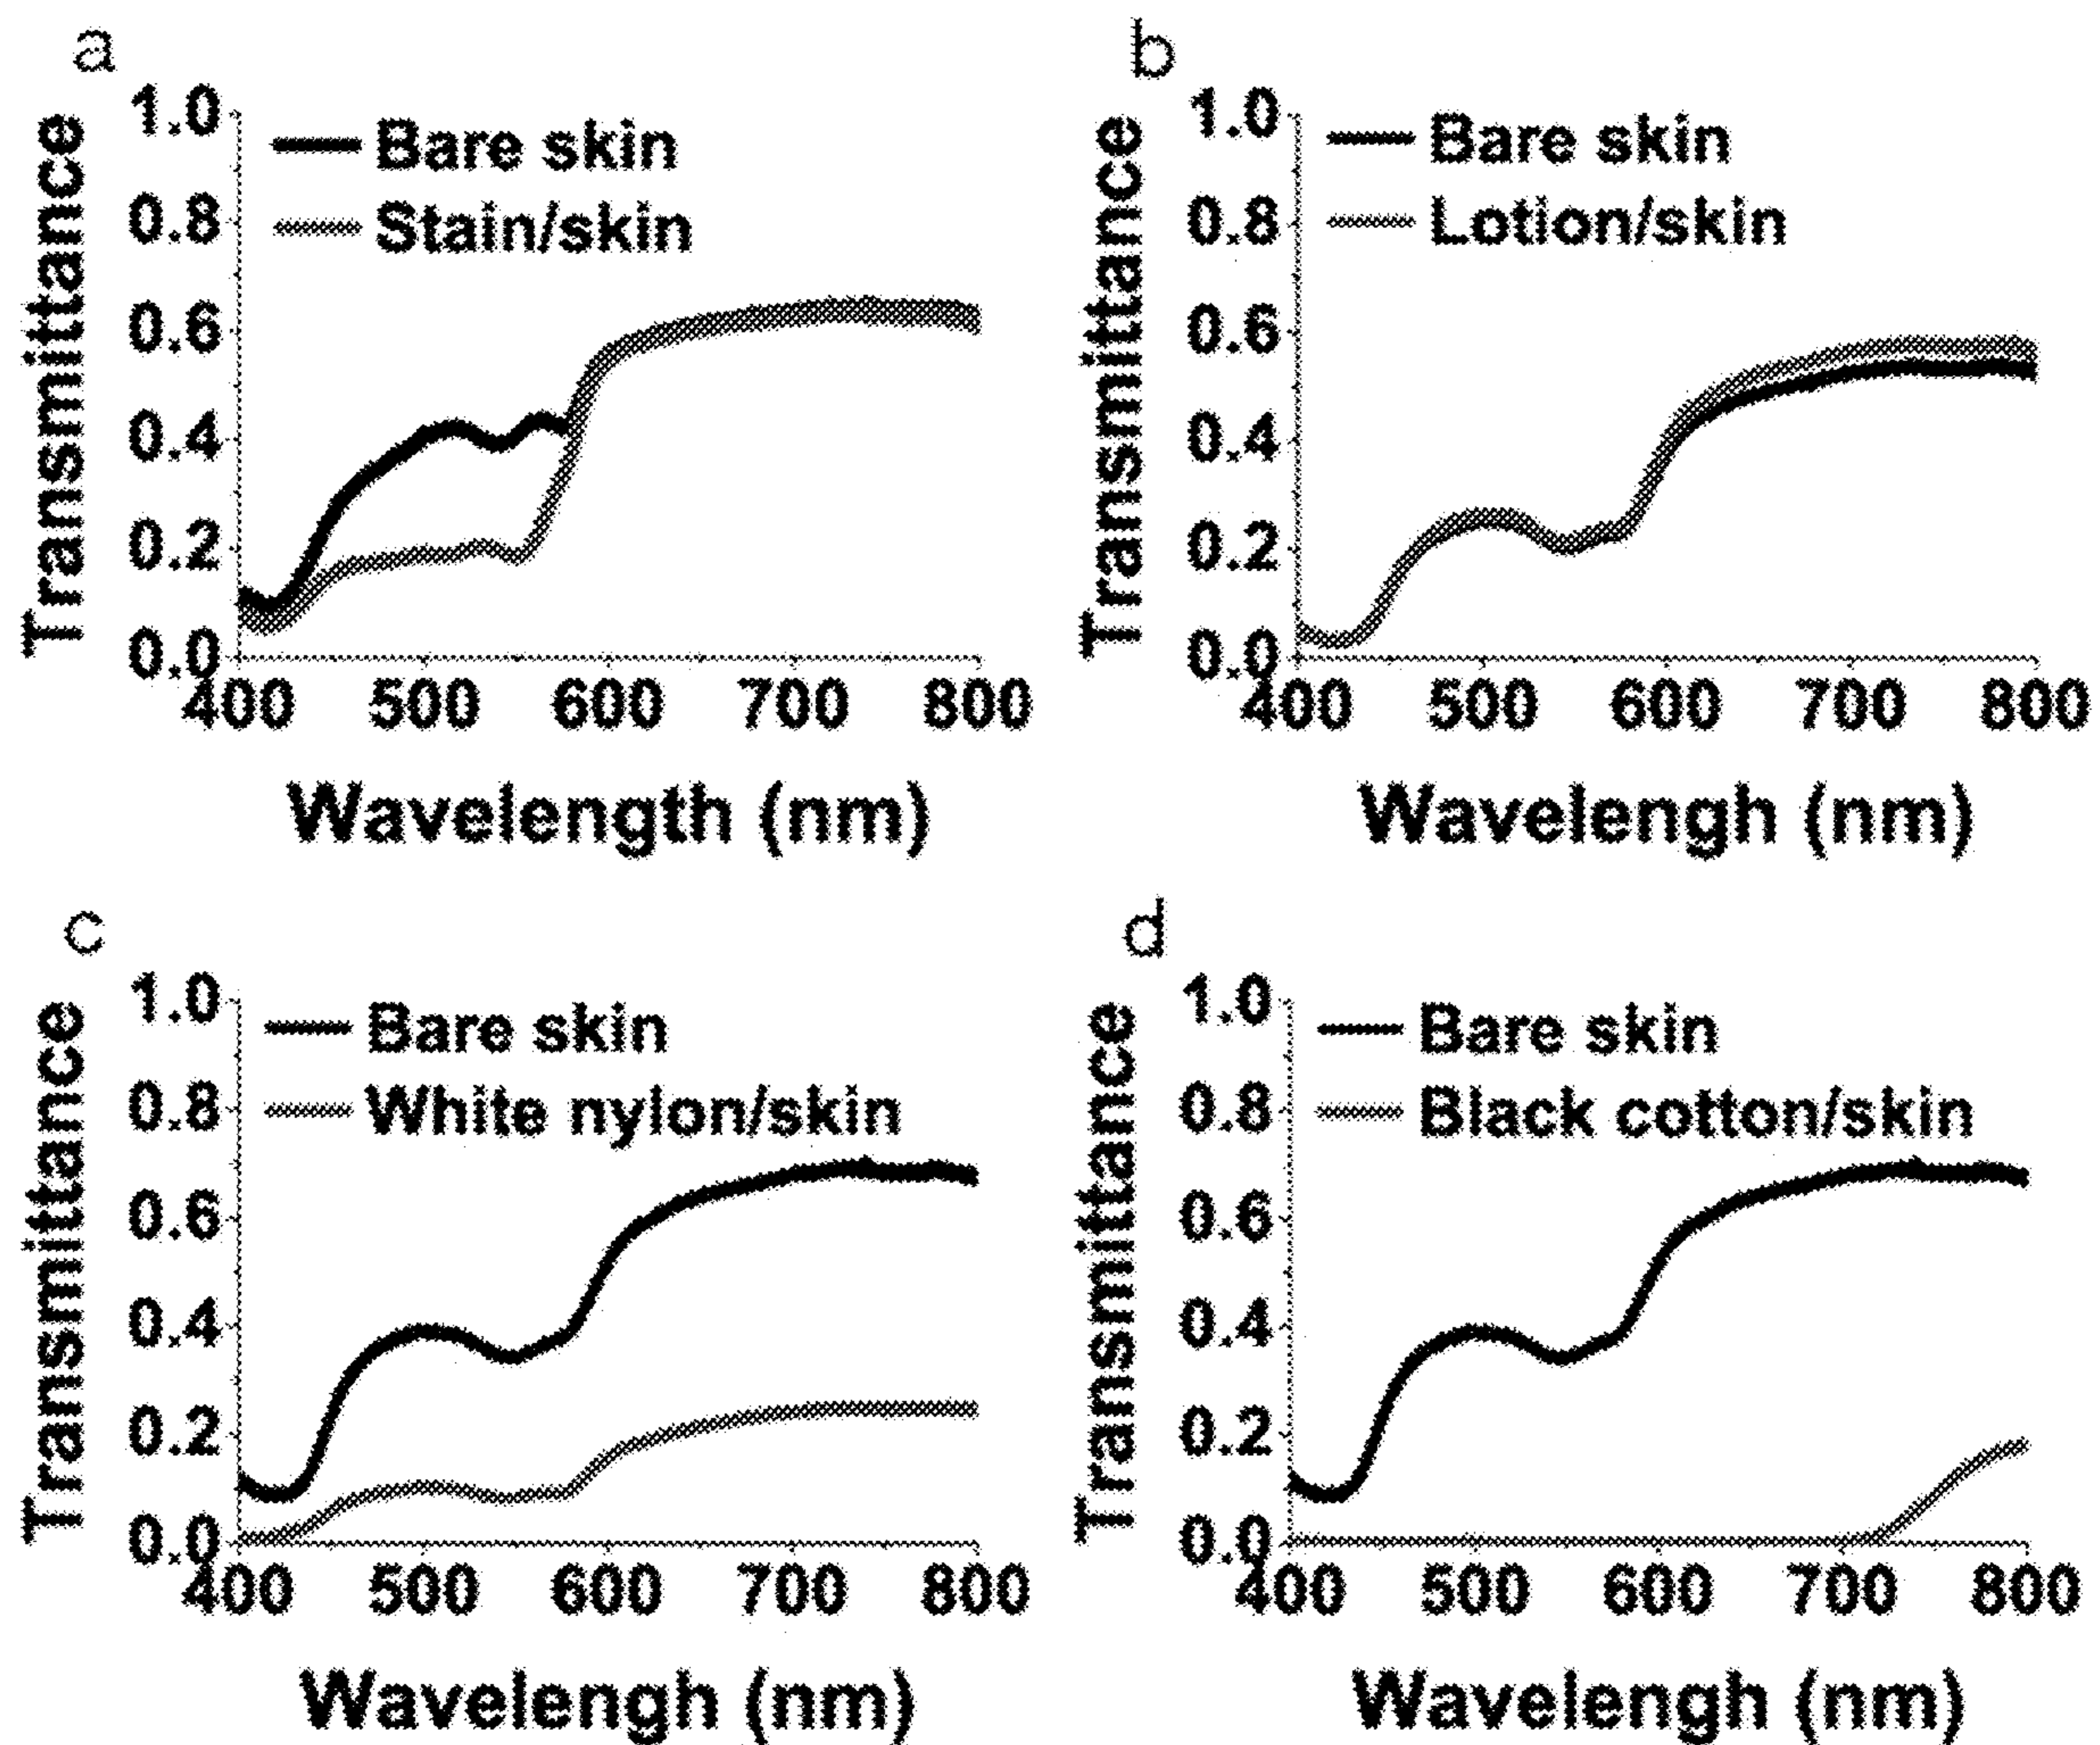 a
Transmittance
1.0
0.8
0.6
0.4
0.2
0.0
Bare skin
Stain/skin
400 500 600 700 800
Wavelength (nm)
b
Transmittance
1.0
0.8
0.6
0.4
0.2
0.0
Bare skin
Lotion/skin
400 500 600 700 800
Wavelengh (nm)
c
Transmittance
1.0
0.8
0.6
0.4
0.2
0.0
Bare skin
White nylon/skin
400 500 600 700 800
Wavelengh (nm)
d
Transmittance
1.0
0.8
0.6
0.4
0.2
0.0
Bare skin
Black cotton/skin
400 500 600 700 800
Wavelengh (nm)